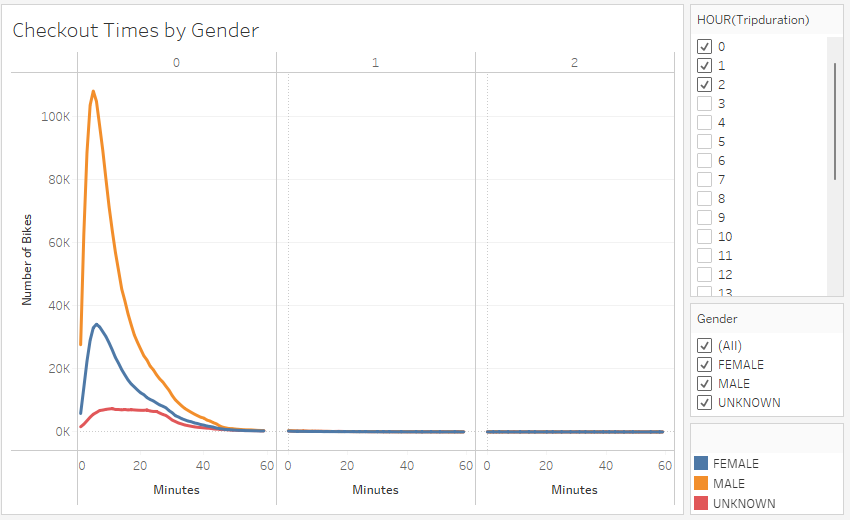 Checkout Times by Gender
0 1 2
100K
80K
60K
40K
20K
0K
Number of Bikes
0 20 40 60 0 20 40 60 0 20 40 60
Minutes Minutes Minutes
HOUR(Tripduration)
0
1
2
3
4
5
6
7
8
9
10
11
12
13
Gender
(All)
FEMALE
MALE
UNKNOWN
FEMALE
MALE
UNKNOWN